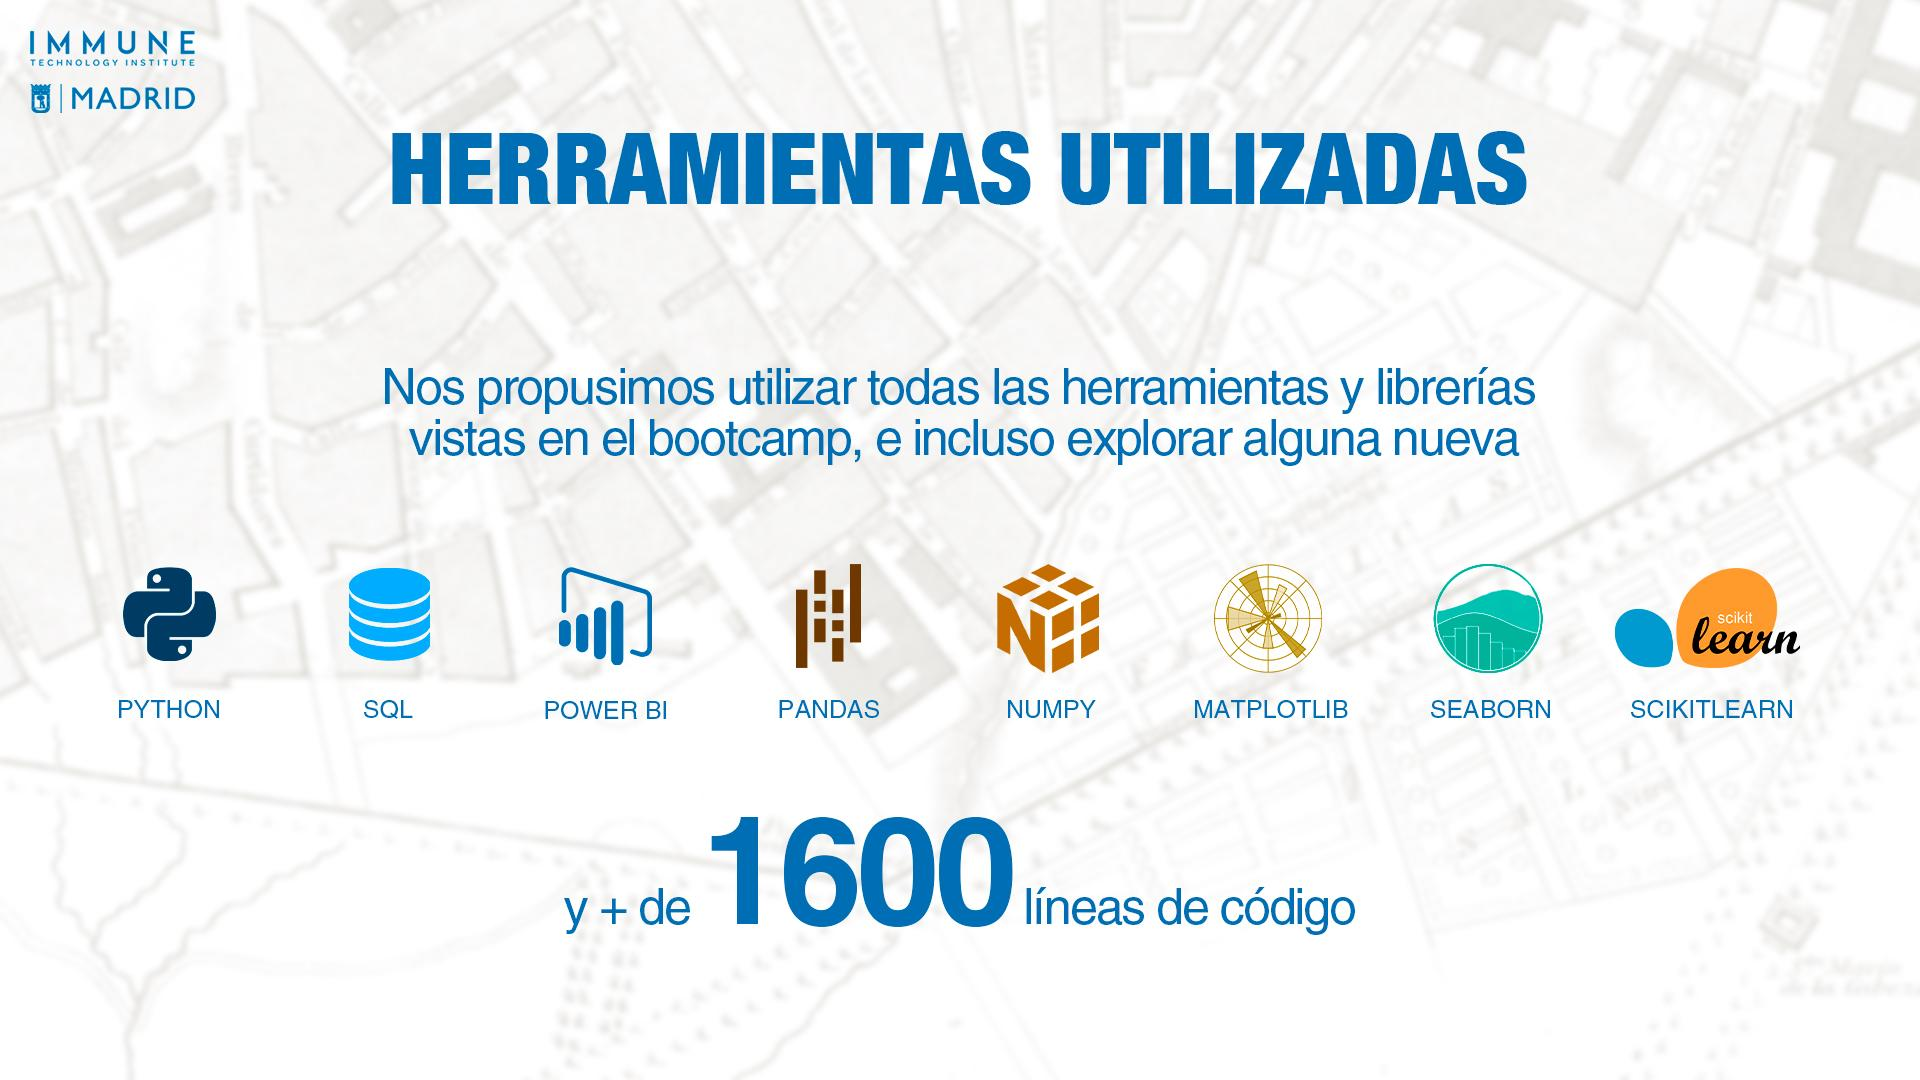 IMMUNE
TECHNOLOGY INSTITUTE
MADRID
HERRAMIENTAS UTILIZADAS
Nos propusimos utilizar todas las herramientas y librerías
vistas en el bootcamp, e incluso explorar alguna nueva
scikit
learn
PYTHON SQL POWER BI PANDAS NUMPY MATPLOTLIB SEABORN SCIKITLEARN
y + de 1600 líneas de código